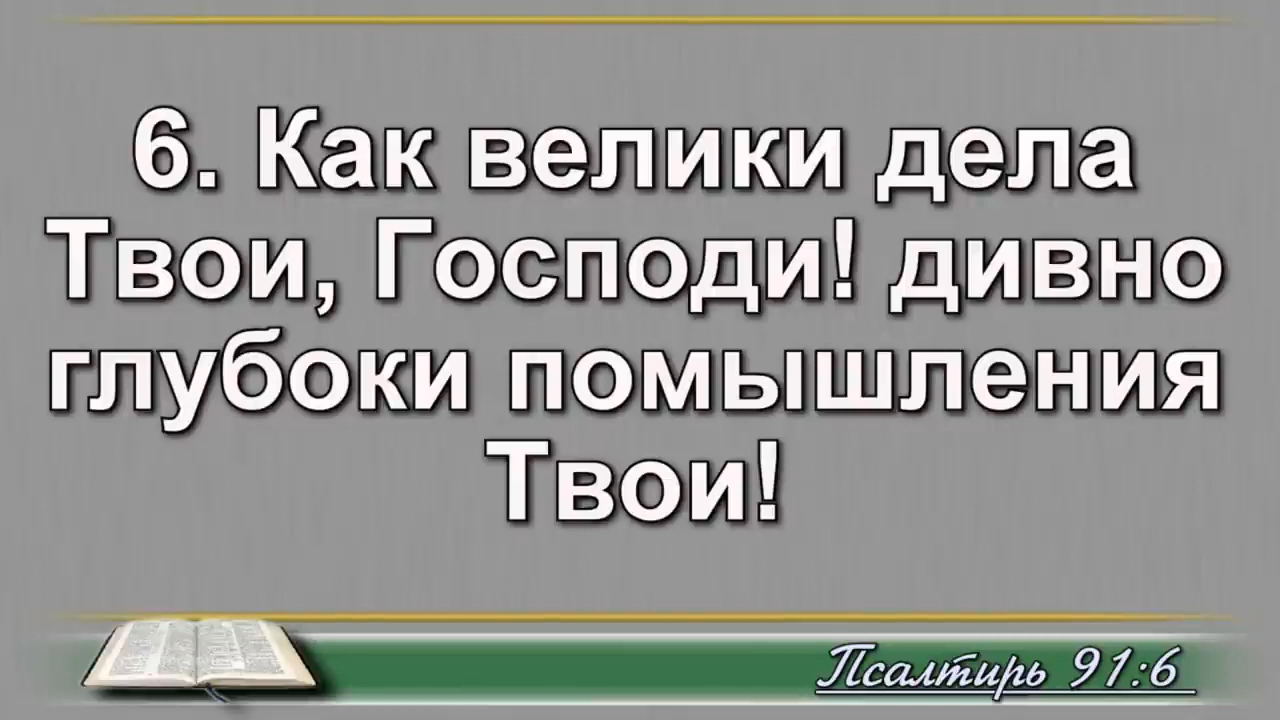 6. Как велики дела
Твои, Господи! дивно
глубоки помышления
Твои!
Псалтирь 91:6